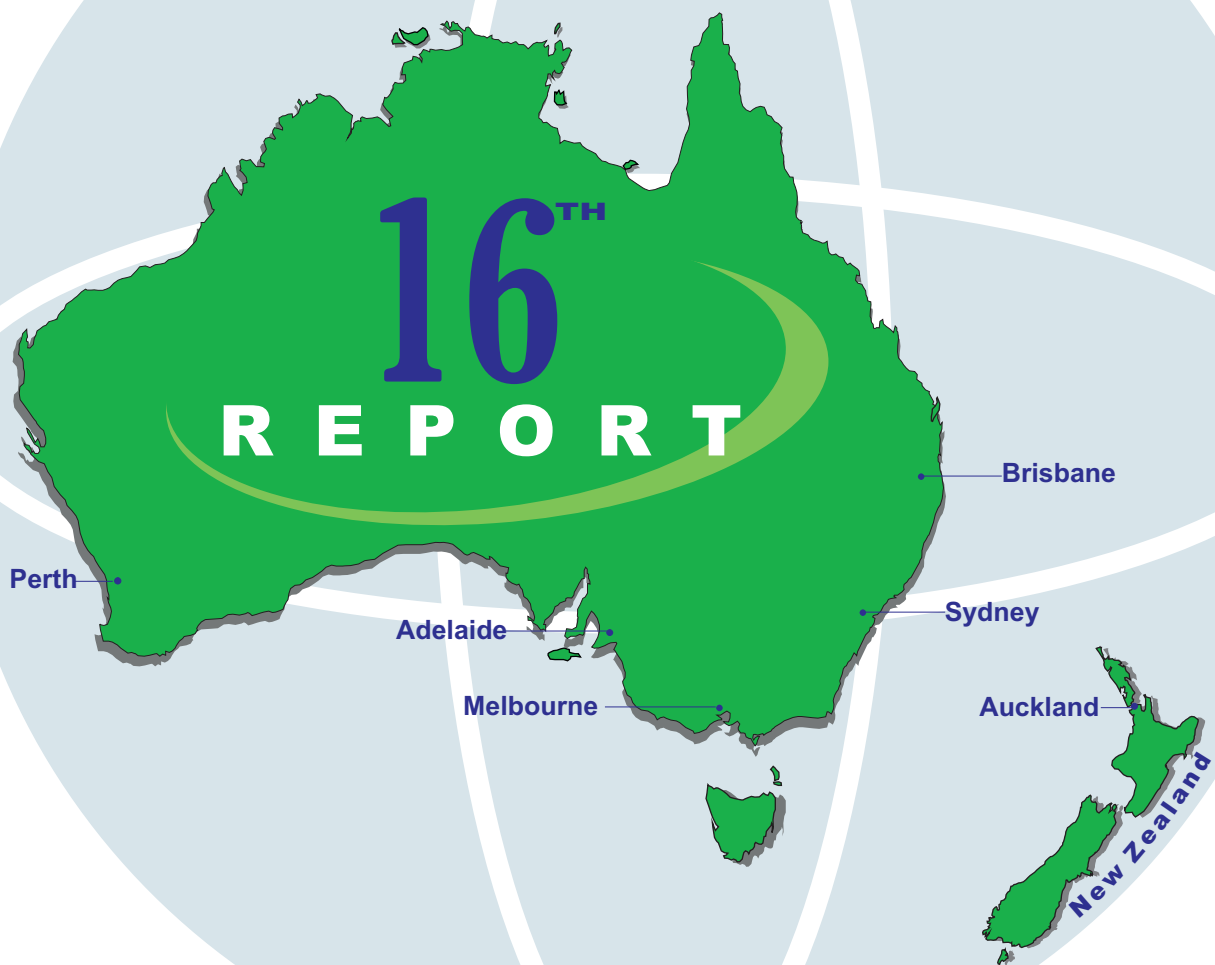 16TH
REPORT
Brisbane
Perth
Sydney
Adelaide
Melbourne
Auckland
New Zealand